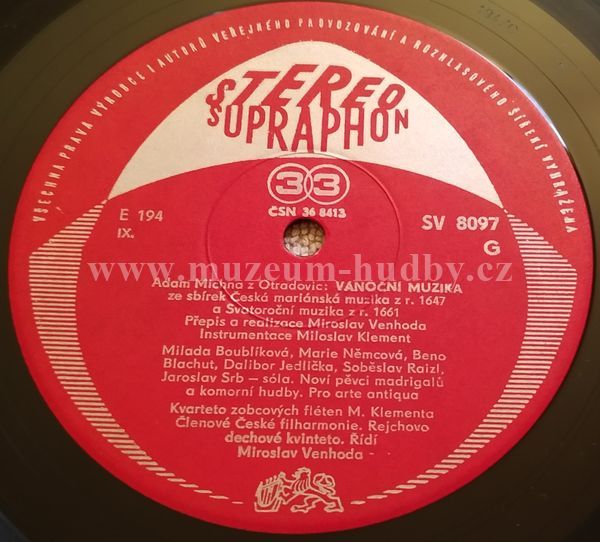 VŠECHNA PRÁVA VÝROBCE I AUTORŮ VEŘEJNÉHO PROVOZOVÁNÍ A ROZHLASOVÉHO ŠÍŘENÍ VYHRAZENA
STEREO
SUPRAPHON
33
ČSN 36 8413
E 194
IX.
SV 8097
G
www.muzeum-hudby.cz
Adam Michna z Otradovic: VÁNOČNÍ MUZIKA
ze sbírek Česká mariánská muzika z r. 1647
a Svatoroční muzika z r. 1661
Přepis a realizace Miroslav Venhoda
Instrumentace Miloslav Klement
Milada Boublíková, Marie Němcová, Beno
Blachut, Dalibor Jedlička, Soběslav Raizl,
Jaroslav Srb – sóla. Noví pěvci madrigalů
a komorní hudby. Pro arte antiqua
Kvarteto zobcových fléten M. Klementa
Členové České filharmonie. Rejchovo
dechové kvinteto. Řídí
Miroslav Venhoda